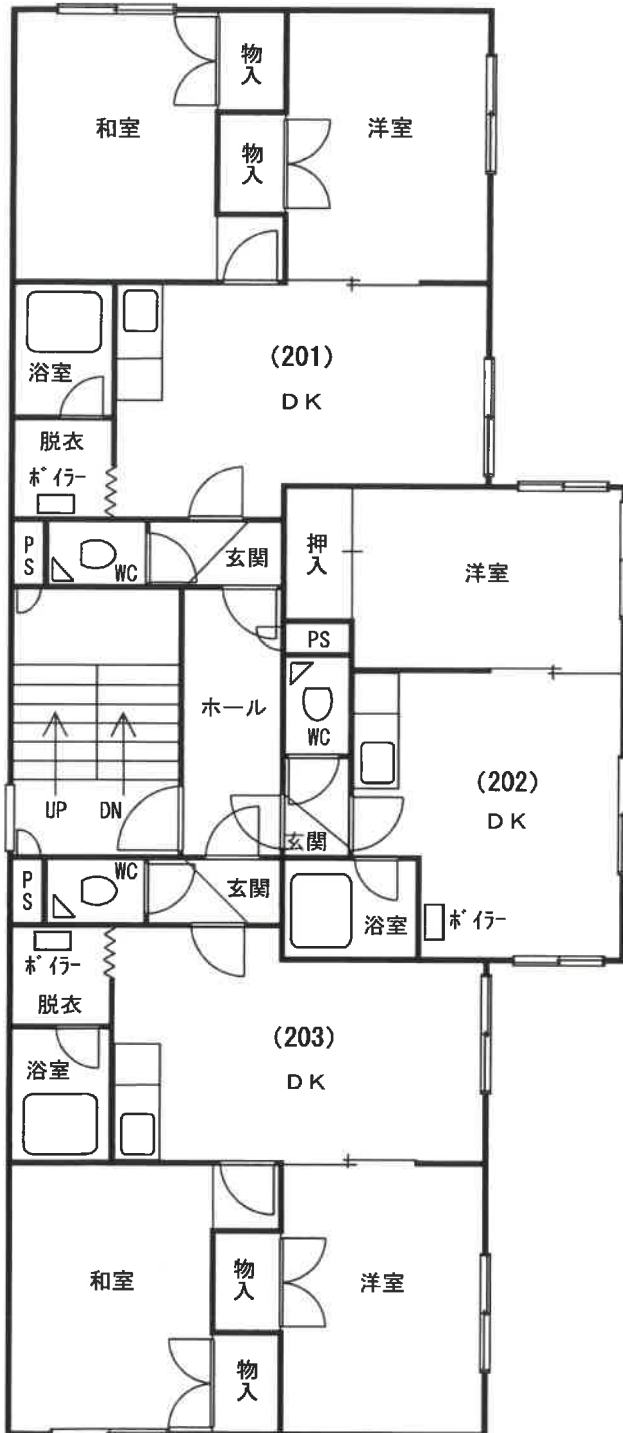 物入
和室
洋室
物入
(201)
DK
浴室
脱衣
ボイラー
PS
WC
玄関
押入
洋室
PS
ホール
WC
(202)
DK
UP
DN
玄関
PS
WC
玄関
浴室
ボイラー
ボイラー
脱衣
(203)
DK
浴室
和室
物入
洋室
物入